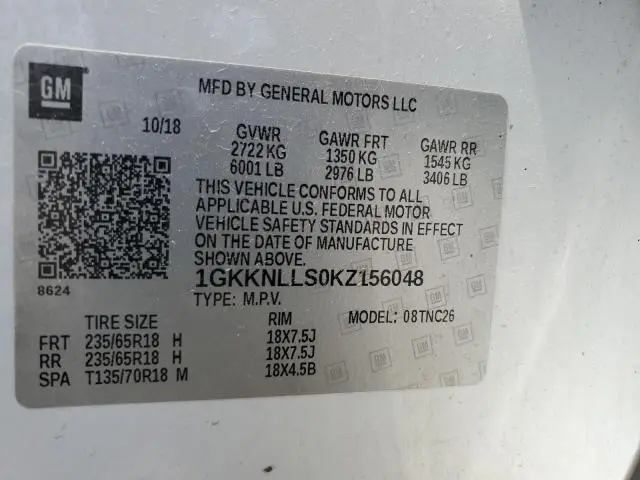 GM
MFD BY GENERAL MOTORS LLC
10/18 GVWR GAWR FRT GAWR RR
2722 KG 1350 KG 1545 KG
6001 LB 2976 LB 3406 LB
THIS VEHICLE CONFORMS TO ALL
APPLICABLE U.S. FEDERAL MOTOR
VEHICLE SAFETY STANDARDS IN EFFECT
ON THE DATE OF MANUFACTURE
SHOWN ABOVE.
8624
1GKKNLLS0KZ156048
TYPE: M.P.V.
TIRE SIZE RIM MODEL: 08TNC26
FRT 235/65R18 H 18X7.5J
RR 235/65R18 H 18X7.5J
SPA T135/70R18 M 18X4.5B